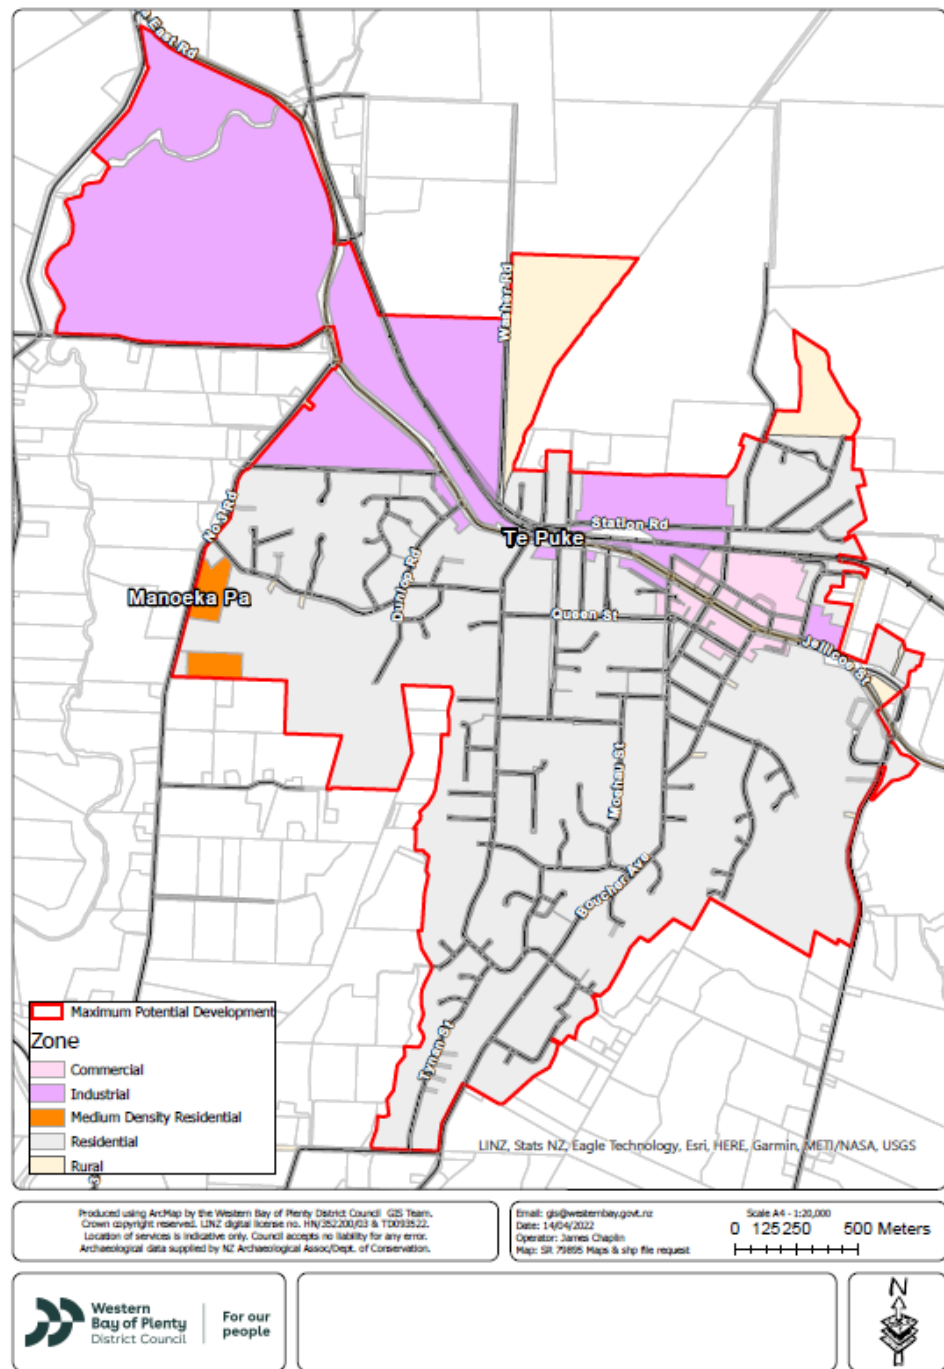 East Rd
Washer Rd
No.1 Rd
Station Rd
Te Puke
Dunlop Rd
Manoeka Pa
Queen St
Jellicoe St
Moehau St
Boucher Ave
Tynan St
Maximum Potential Development
Zone
Commercial
Industrial
Medium Density Residential
Residential
Rural
LINZ, Stats NZ, Eagle Technology, Esri, HERE, Garmin, METI/NASA, USGS
Produced using ArcMap by the Western Bay of Plenty District Council GIS Team.
Crown copyright reserved. LINZ digital license no. HN/352200/03 & TD093522.
Location of services is indicative only. Council accepts no liability for any error.
Archaeological data supplied by NZ Archaeological Assoc/Dept. of Conservation.
Email: gis@westernbay.govt.nz
Date: 14/04/2022
Operator: James Chaplin
Map: SR 79895 Maps & shp file request
Scale A4 - 1:20,000
0 125 250 500 Meters
Western
Bay of Plenty
District Council
For our
people
N